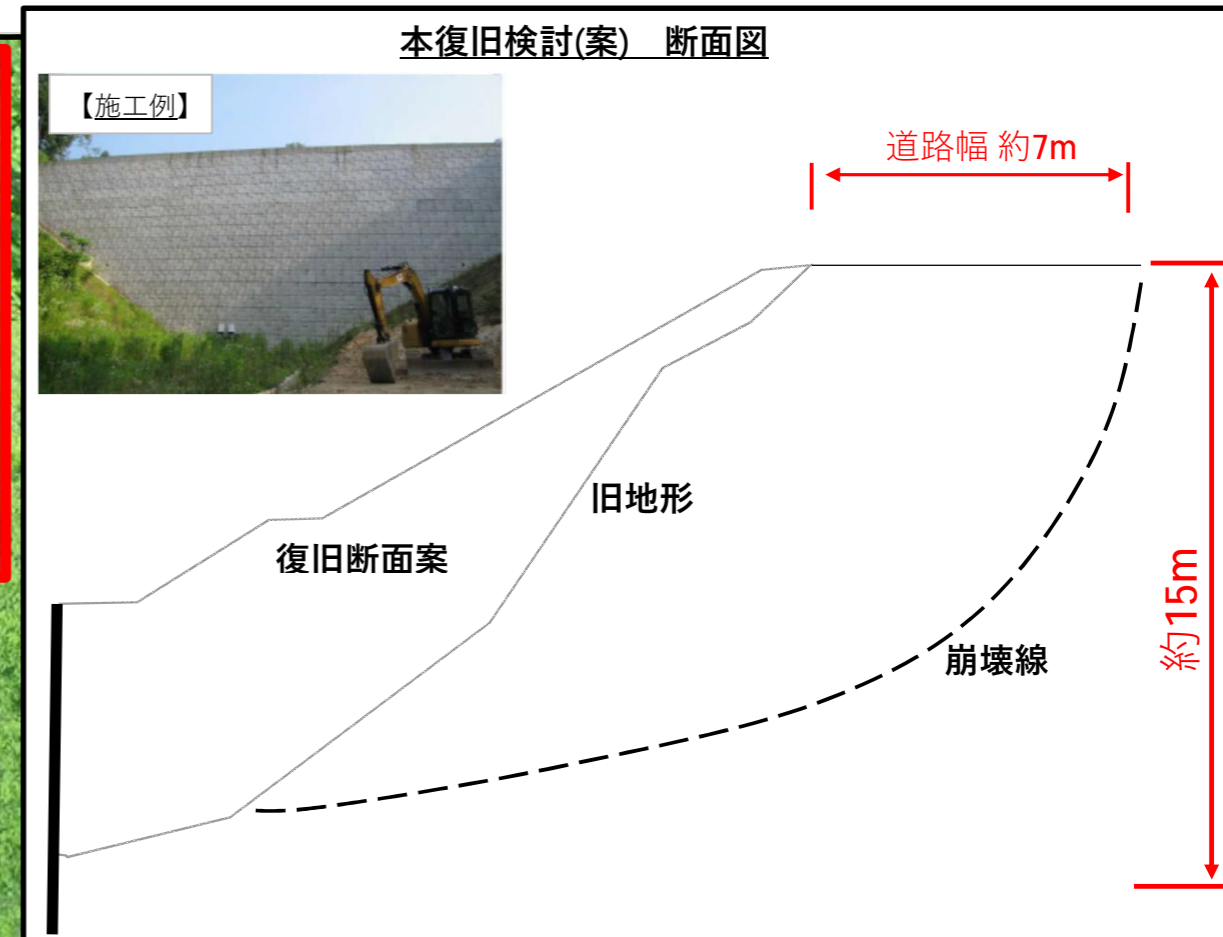 本復旧検討(案) 断面図
【施工例】
道路幅 約7m
旧地形
復旧断面案
崩壊線
約15m